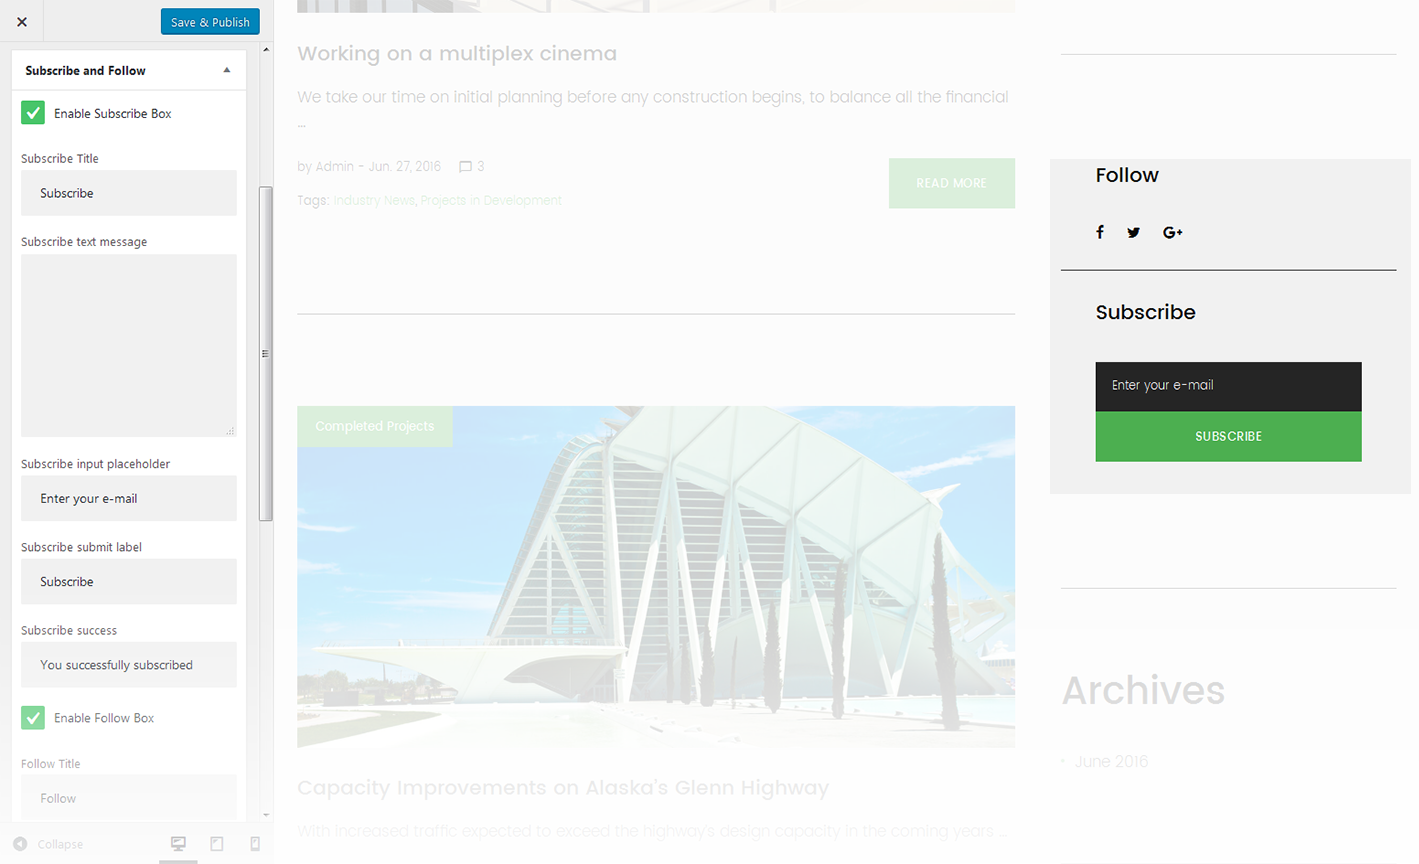 Save & Publish
Subscribe and Follow
Enable Subscribe Box
Subscribe Title
Subscribe
Subscribe text message
Subscribe input placeholder
Enter your e-mail
Subscribe submit label
Subscribe
Subscribe success
You successfully subscribed
Enable Follow Box
Follow Title
Follow
Collapse
Working on a multiplex cinema
We take our time on initial planning before any construction begins, to balance all the financial
...
by Admin - Jun. 27, 2016 3
Tags: Industry News, Projects in Development
READ MORE
Completed Projects
Capacity Improvements on Alaska's Glenn Highway
With increased traffic expected to exceed the highway's design capacity in the coming years ...
Follow
Subscribe
Enter your e-mail
SUBSCRIBE
Archives
June 2016